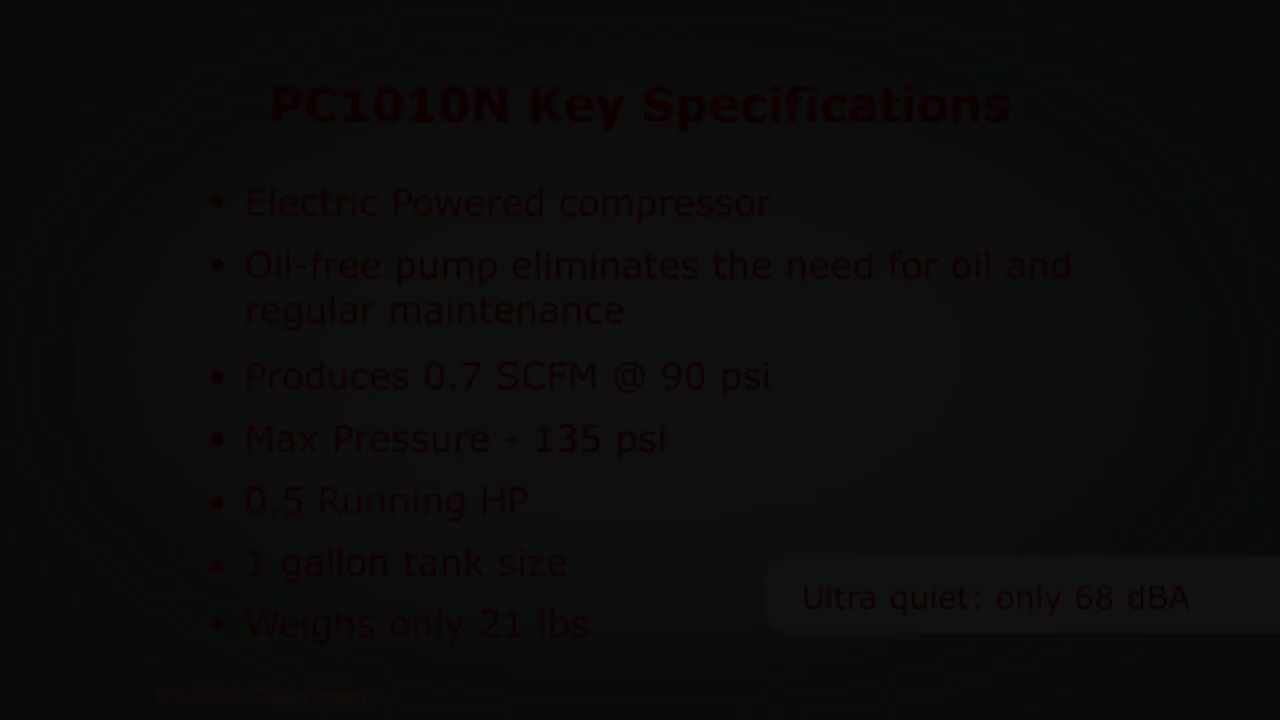 PC1010N Key Specifications
• Electric Powered compressor
• Oil-free pump eliminates the need for oil and
regular maintenance
• Produces 0.7 SCFM @ 90 psi
• Max Pressure - 135 psi
• 0.5 Running HP
• 1 gallon tank size
Ultra quiet: only 68 dBA
• Weighs only 21 lbs